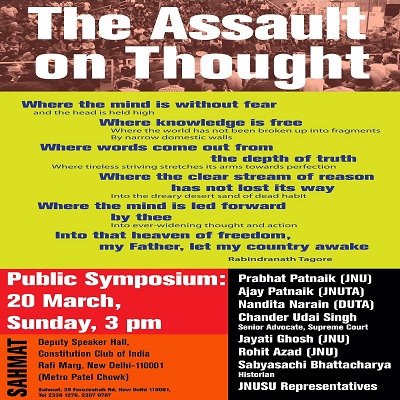 The Assault
on Thought
Where the mind is without fear
and the head is held high
Where knowledge is free
Where the world has not been broken up into fragments
By narrow domestic walls
Where words come out from
the depth of truth
Where tireless striving stretches its arms towards perfection
Where the clear stream of reason
has not lost its way
Into the dreary desert sand of dead habit
Where the mind is led forward
by thee
Into ever-widening thought and action
Into that heaven of freedom,
my Father, let my country awake
Rabindranath Tagore
Public Symposium:
20 March,
Sunday, 3 pm
SAHMAT
Deputy Speaker Hall,
Constitution Club of India
Rafi Marg, New Delhi-110001
(Metro Patel Chowk)
Sahmat, 29 Ferozeshah Rd, New Delhi 110001,
Tel 2338 1276, 2307 0787
Prabhat Patnaik (JNU)
Ajay Patnaik (JNUTA)
Nandita Narain (DUTA)
Chander Udai Singh
Senior Advocate, Supreme Court
Jayati Ghosh (JNU)
Rohit Azad (JNU)
Sabyasachi Bhattacharya
Historian
JNUSU Representatives